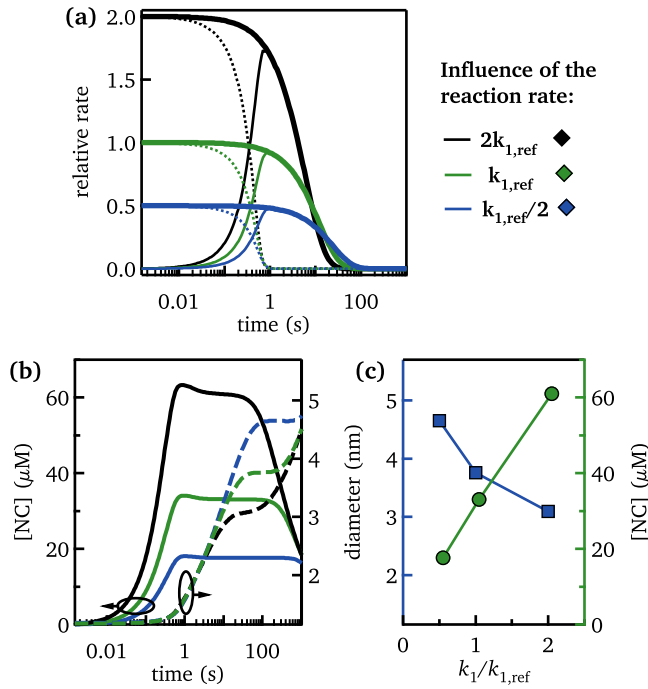 (a)
2.0
1.5
1.0
0.5
0.0
relative rate
0.01
1
100
time (s)
Influence of the
reaction rate:
2k1,ref
k1,ref
k1,ref/2
(b)
60
40
20
0
[NC] (μM)
5
4
3
2
0.01
1
100
time (s)
(c)
5
4
3
2
diameter (nm)
60
40
20
0
[NC] (μM)
0
1
2
k1/k1,ref